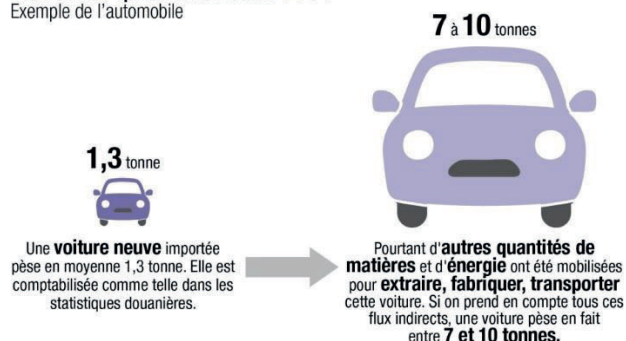 Exemple de l'automobile
7 à 10 tonnes
1,3 tonne
Une voiture neuve importée
pèse en moyenne 1,3 tonne. Elle est
comptabilisée comme telle dans les
statistiques douanières.
Pourtant d'autres quantités de
matières et d'énergie ont été mobilisées
pour extraire, fabriquer, transporter
cette voiture. Si on prend en compte tous ces
flux indirects, une voiture pèse en fait
entre 7 et 10 tonnes.